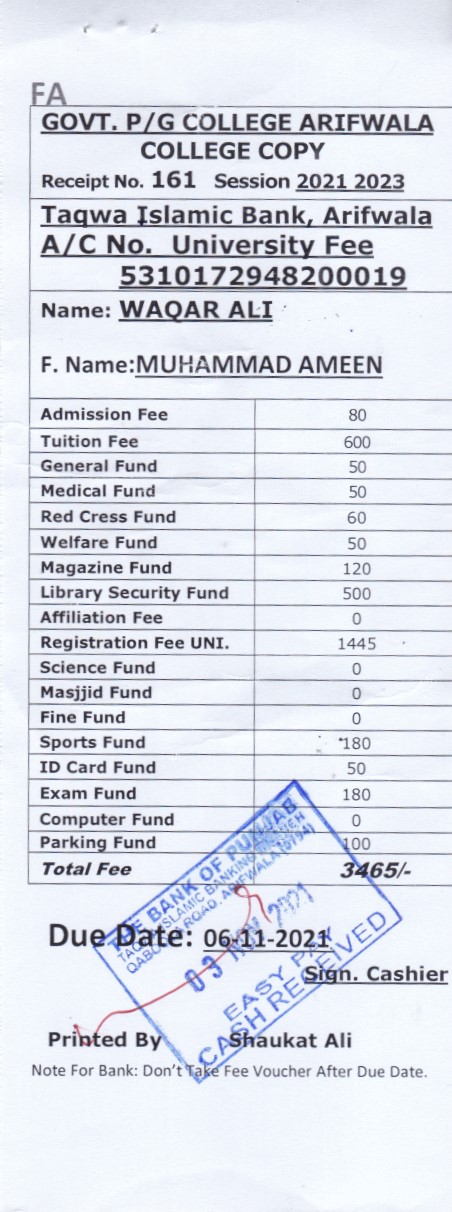 FA
GOVT. P/G COLLEGE ARIFWALA
COLLEGE COPY
Receipt No. 161 Session 2021 2023
Taqwa Islamic Bank, Arifwala
A/C No. University Fee
5310172948200019
Name: WAQAR ALI
F. Name:MUHAMMAD AMEEN
Admission Fee 80
Tuition Fee 600
General Fund 50
Medical Fund 50
Red Cress Fund 60
Welfare Fund 50
Magazine Fund 120
Library Security Fund 500
Affiliation Fee 0
Registration Fee UNI. 1445
Science Fund 0
Masjjid Fund 0
Fine Fund 0
Sports Fund 180
ID Card Fund 50
Exam Fund 180
Computer Fund 0
Parking Fund 100
Total Fee 3465/-
THE BANK OF PUNJAB
TAQWA ISLAMIC BANKING BRANCH
ROAD. ARIFWALA(0794)
03 NOV 2021
EASY PAY
CASH RECEIVED
Due Date: 06-11-2021
Sign. Cashier
Printed By Shaukat Ali
Note For Bank: Don't Take Fee Voucher After Due Date.